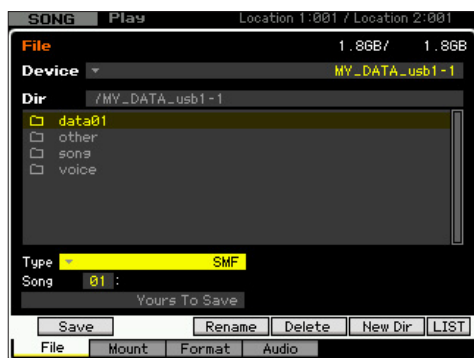 SONG Play Location 1:001 / Location 2:001
File 1.8GB/ 1.8GB
Device MY_DATA_usb1-1
Dir /MY_DATA_usb1-1
data01
other
song
voice
Type SMF
Song 01 :
Yours To Save
Save Rename Delete New Dir LIST
File Mount Format Audio